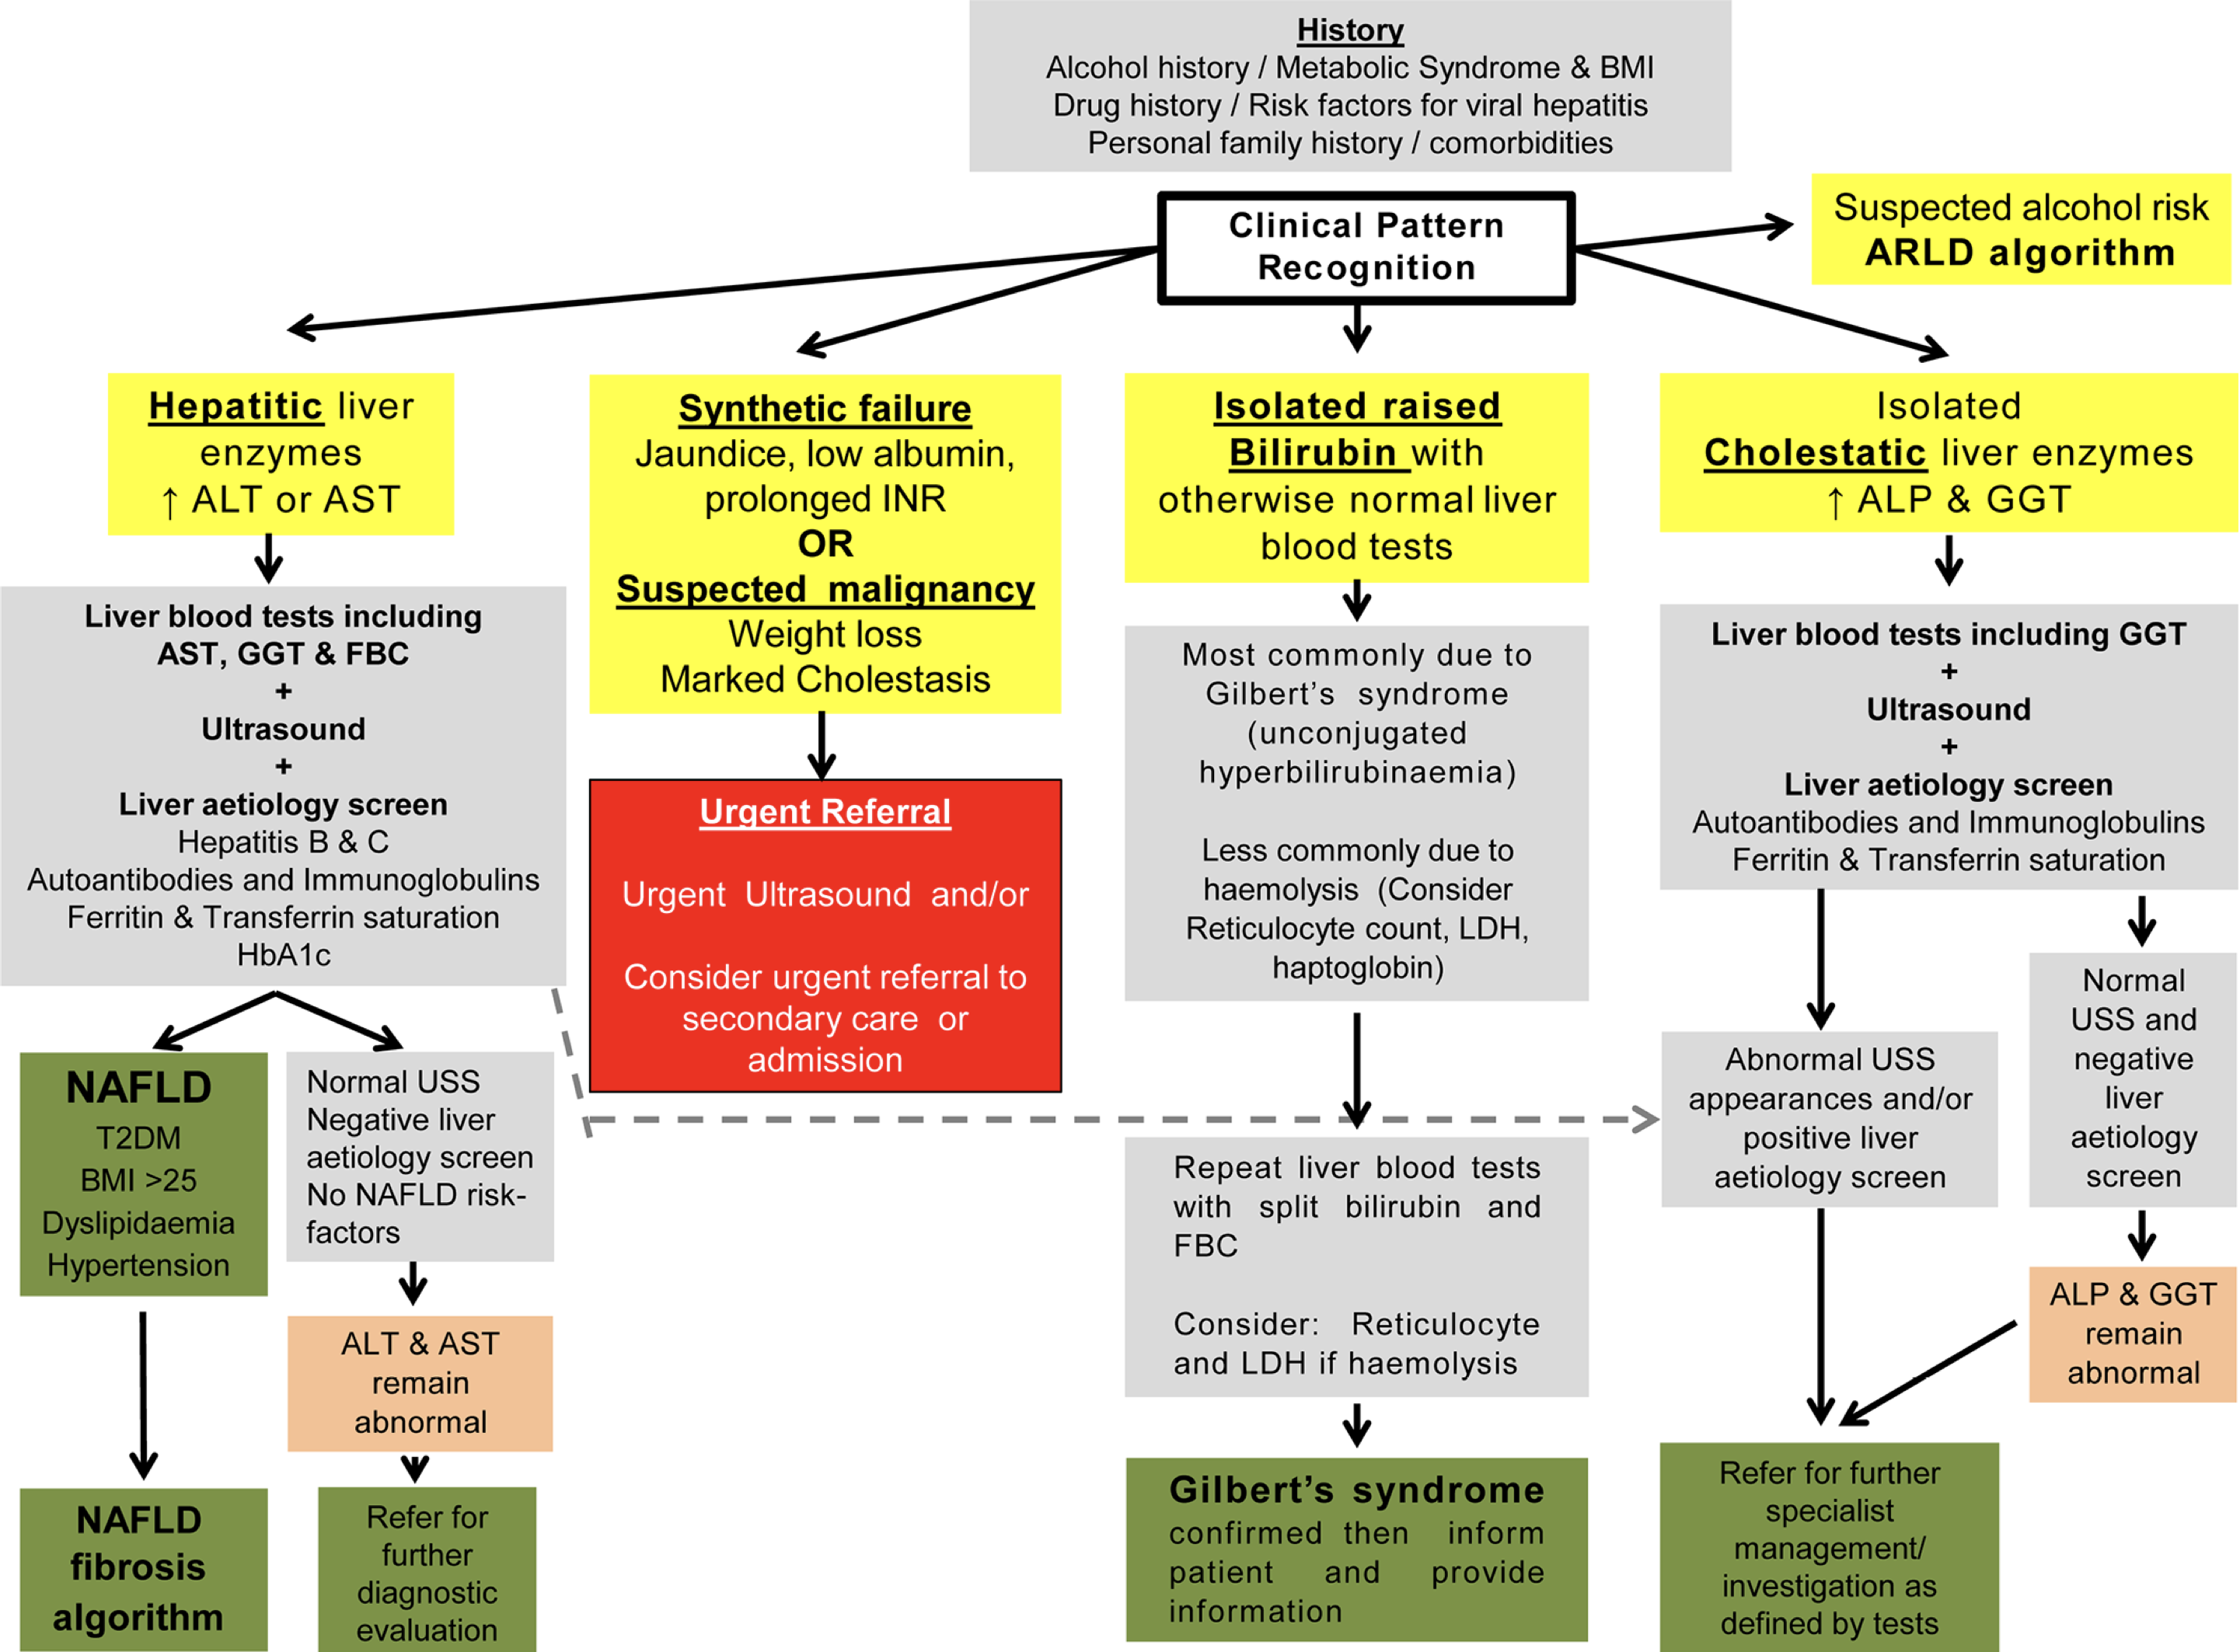 History
Alcohol history / Metabolic Syndrome & BMI
Drug history / Risk factors for viral hepatitis
Personal family history / comorbidities
Clinical Pattern
Recognition
Suspected alcohol risk
ARLD algorithm
Hepatitic liver
enzymes
↑ ALT or AST
Liver blood tests including
AST, GGT & FBC
+
Ultrasound
+
Liver aetiology screen
Hepatitis B & C
Autoantibodies and Immunoglobulins
Ferritin & Transferrin saturation
HbA1c
NAFLD
T2DM
BMI >25
Dyslipidaemia
Hypertension
NAFLD
fibrosis
algorithm
Normal USS
Negative liver
aetiology screen
No NAFLD risk-
factors
ALT & AST
remain
abnormal
Refer for
further
diagnostic
evaluation
Synthetic failure
Jaundice, low albumin,
prolonged INR
OR
Suspected malignancy
Weight loss
Marked Cholestasis
Urgent Referral
Urgent Ultrasound and/or
Consider urgent referral to
secondary care or
admission
Isolated raised
Bilirubin with
otherwise normal liver
blood tests
Most commonly due to
Gilbert’s syndrome
(unconjugated
hyperbilirubinaemia)
Less commonly due to
haemolysis (Consider
Reticulocyte count, LDH,
haptoglobin)
Repeat liver blood tests
with split bilirubin and
FBC
Consider: Reticulocyte
and LDH if haemolysis
Gilbert’s syndrome
confirmed then inform
patient and provide
information
Isolated
Cholestatic liver enzymes
↑ ALP & GGT
Liver blood tests including GGT
+
Ultrasound
+
Liver aetiology screen
Autoantibodies and Immunoglobulins
Ferritin & Transferrin saturation
Abnormal USS
appearances and/or
positive liver
aetiology screen
Normal
USS and
negative
liver
aetiology
screen
ALP & GGT
remain
abnormal
Refer for further
specialist
management/
investigation as
defined by tests